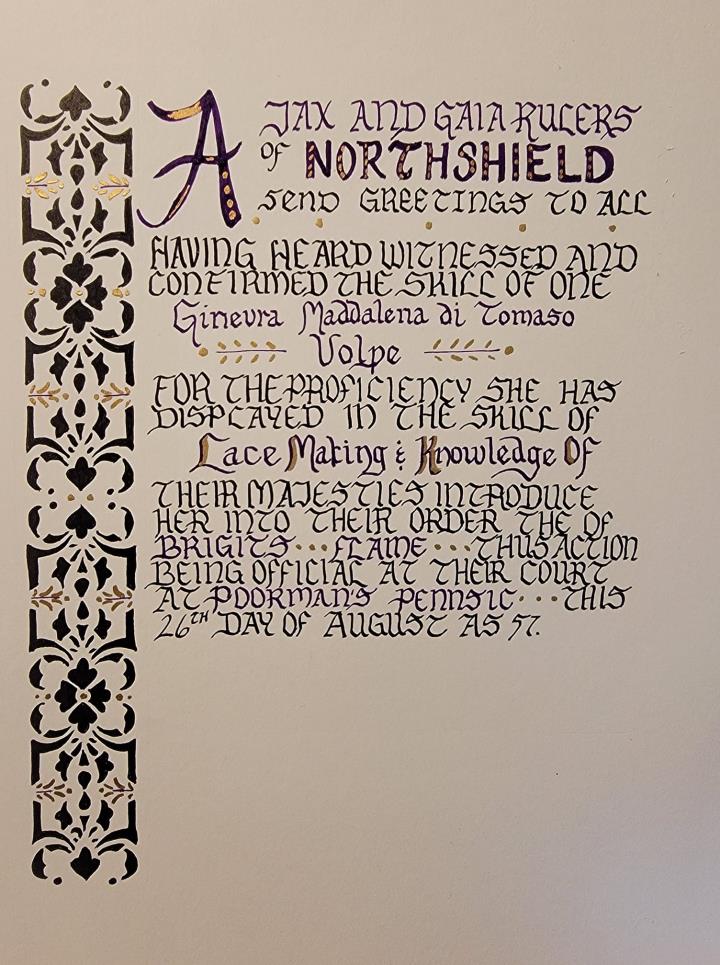 AJAX AND GAIA RULERS
OF NORTHSHIELD
SEND GREETINGS TO ALL
HAVING HEARD WITNESSED AND
CONFIRMED THE SKILL OF ONE
Ginevra Maddalena di Tomaso
Volpe
FOR THE PROFICIENCY SHE HAS
DISPLAYED IN THE SKILL OF
Lace Making & Knowledge Of
THEIR MAJESTIES INTRODUCE
HER INTO THEIR ORDER THE OF
BRIGITS···FLAME···THUS ACTION
BEING OFFICIAL AT THEIR COURT
AT POORMAN'S PENNSIC···THIS
26TH DAY OF AUGUST AS 57.